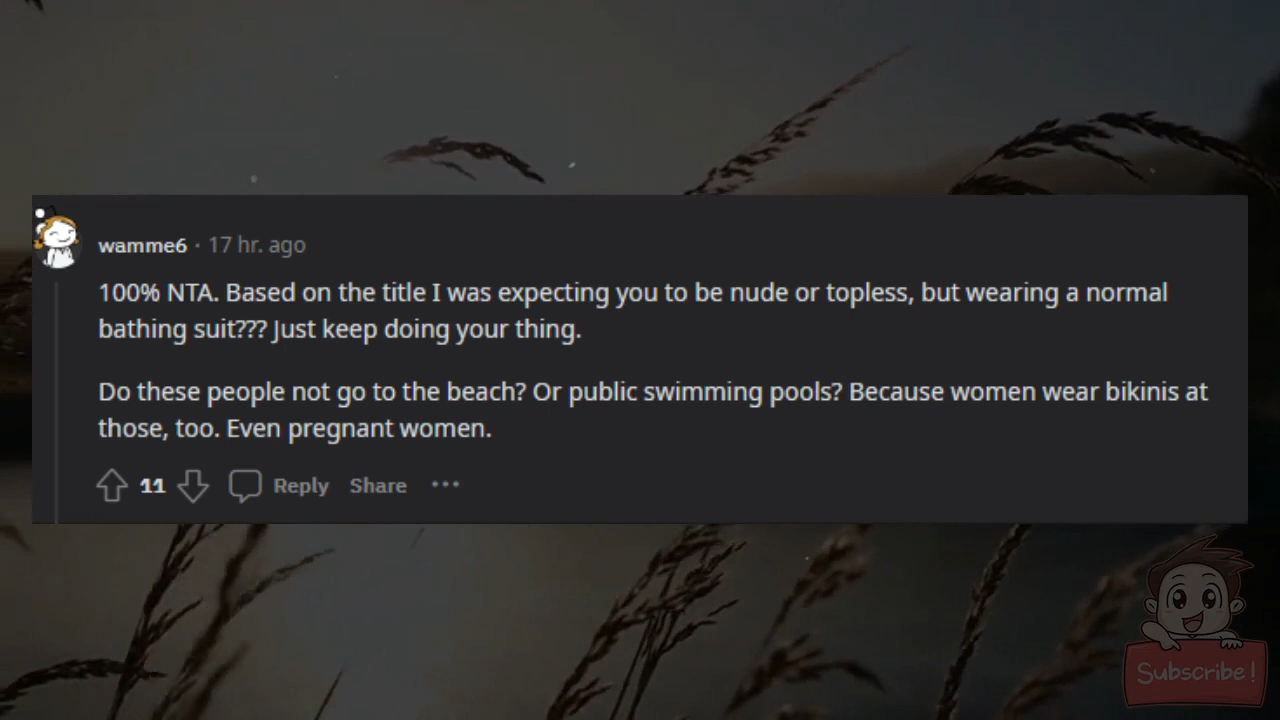 wamme6 · 17 hr. ago
100% NTA. Based on the title I was expecting you to be nude or topless, but wearing a normal
bathing suit??? Just keep doing your thing.
Do these people not go to the beach? Or public swimming pools? Because women wear bikinis at
those, too. Even pregnant women.
11 Reply Share ···
Subscribe!